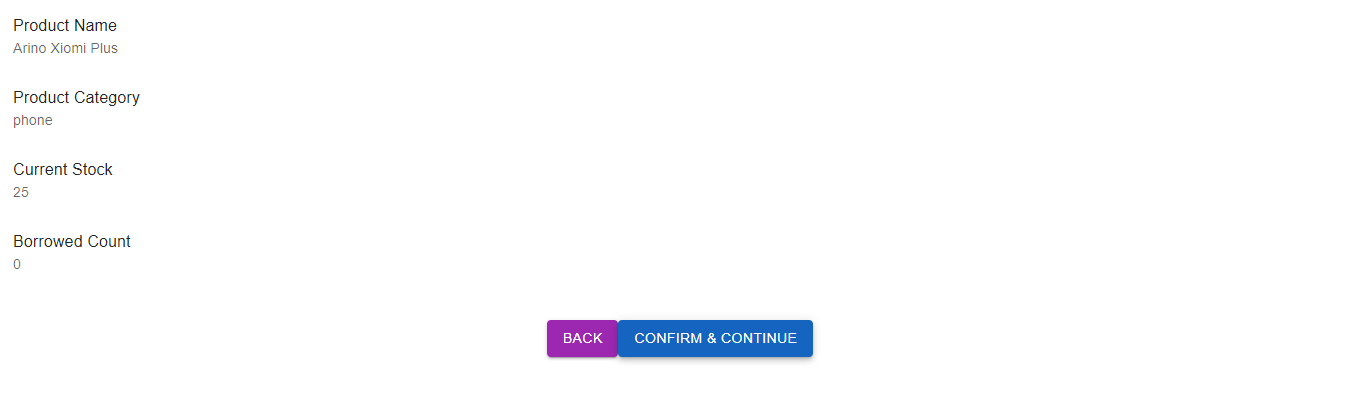 Product Name
Arino Xiomi Plus
Product Category
phone
Current Stock
25
Borrowed Count
0
BACK CONFIRM & CONTINUE